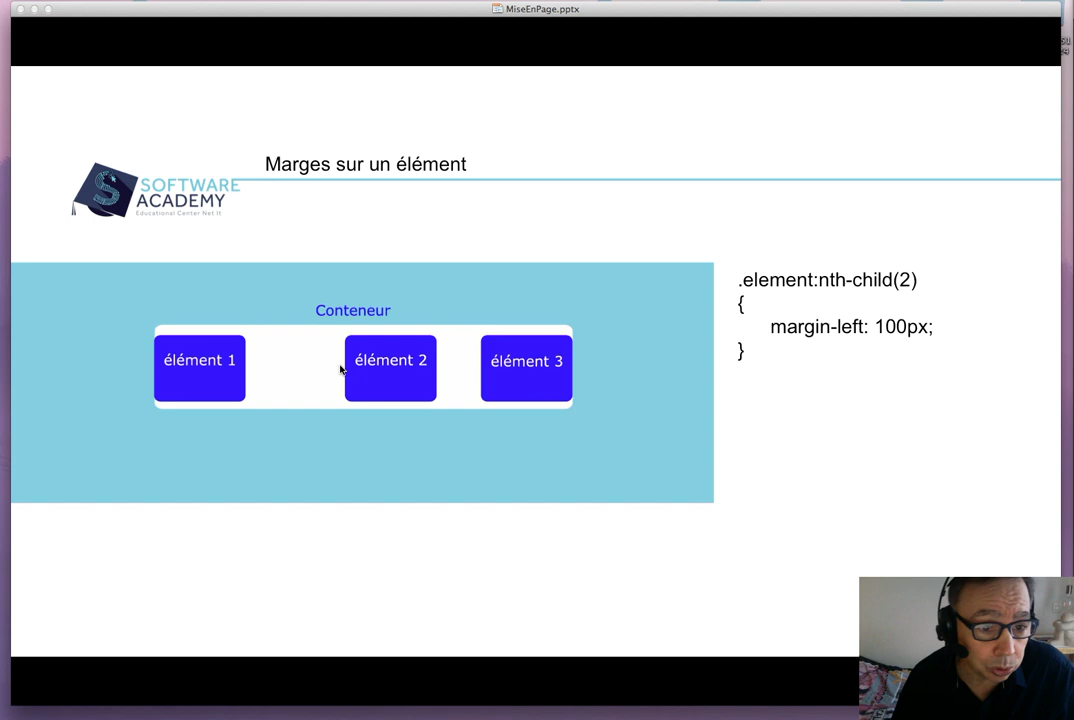 MiseEnPage.pptx
Marges sur un élément
SOFTWARE
ACADEMY
Educational Center Net It
.element:nth-child(2)
{
margin-left: 100px;
}
Conteneur
élément 1
élément 2
élément 3